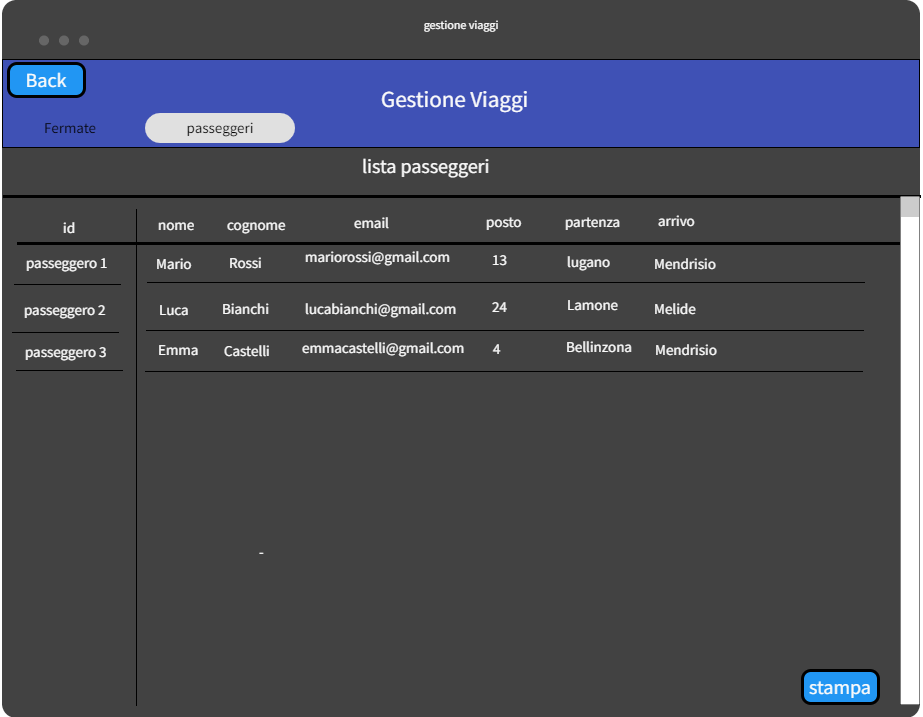 gestione viaggi
Back
Gestione Viaggi
Fermate passeggeri
lista passeggeri
id nome cognome email posto partenza arrivo
passeggero 1 Mario Rossi mariorossi@gmail.com 13 lugano Mendrisio
passeggero 2 Luca Bianchi lucabianchi@gmail.com 24 Lamone Melide
passeggero 3 Emma Castelli emmacastelli@gmail.com 4 Bellinzona Mendrisio
-
stampa